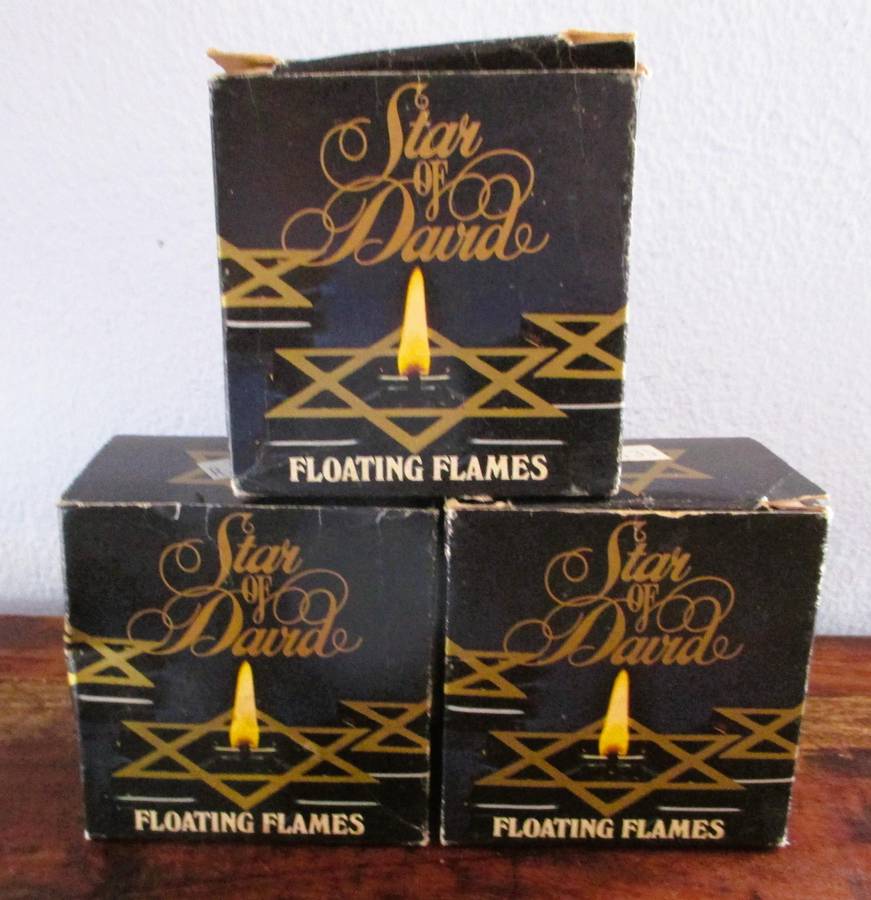 Star
OF
David
FLOATING FLAMES
Star
OF
David
FLOATING FLAMES
Star
OF
David
FLOATING FLAMES